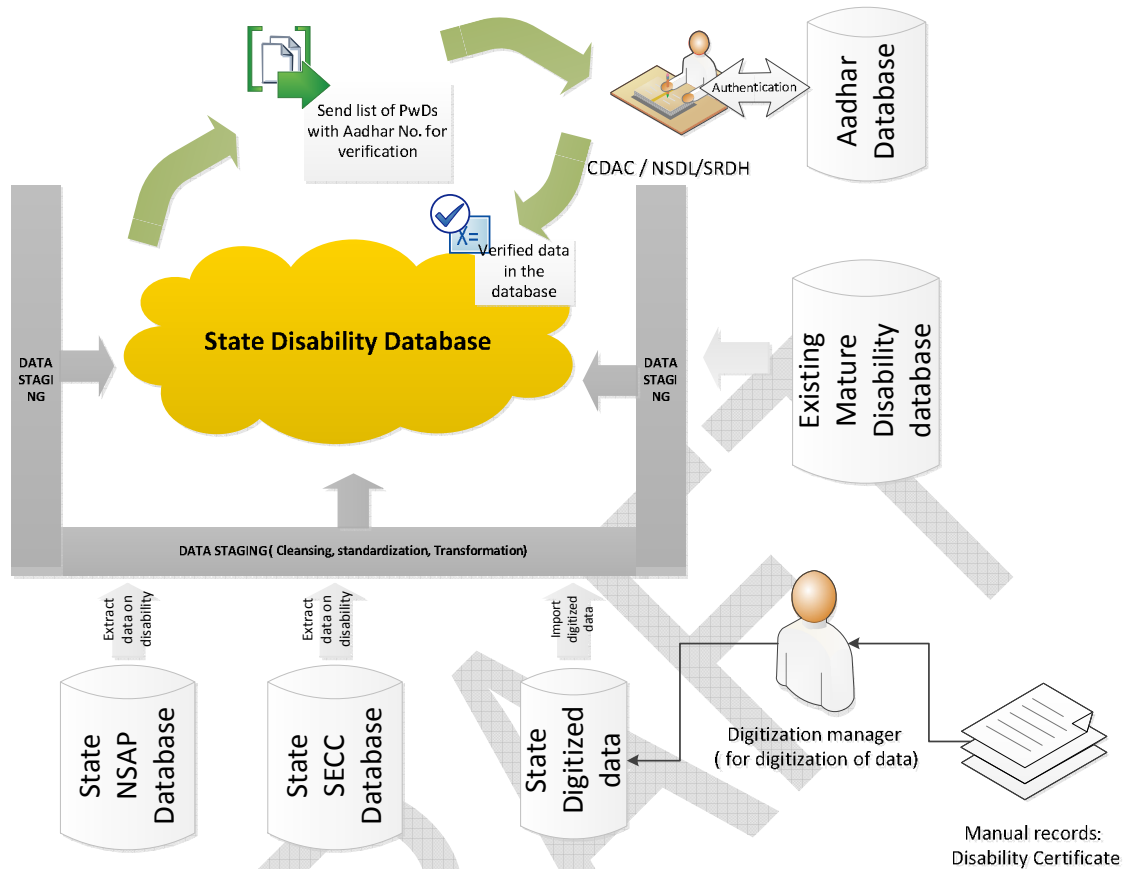 Send list of PwDs
with Aadhar No. for
verification
Authentication
Aadhar
Database
CDAC / NSDL/SRDH
X=
Verified data
in the
database
State Disability Database
DATA
STAGI
NG
DATA
STAGI
NG
Existing
Mature
Disability
database
DATA STAGING( Cleansing, standardization, Transformation)
Extract
data on
disability
Extract
data on
disability
Import
digitized
data
State
NSAP
Database
State
SECC
Database
State
Digitized
data
Digitization manager
( for digitization of data)
Manual records:
Disability Certificate